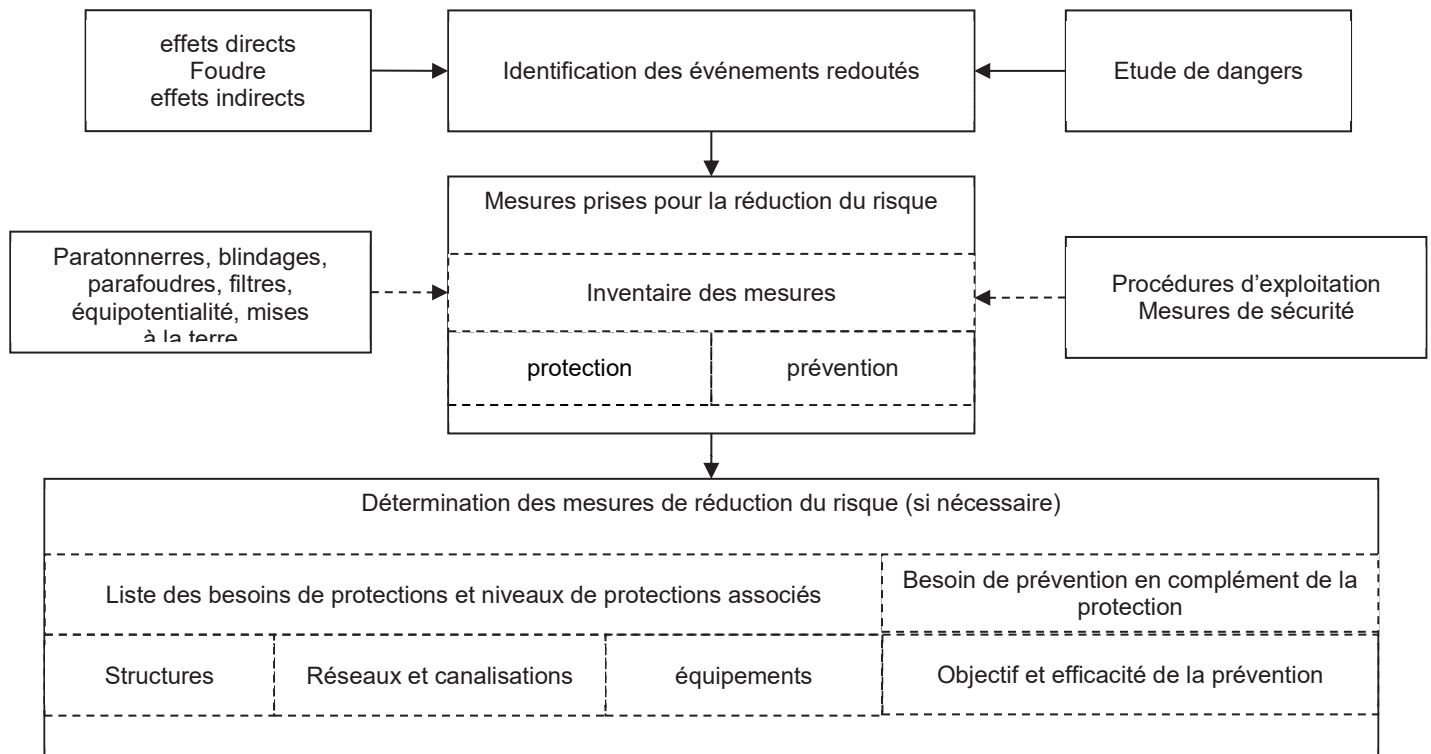 effets directs
Foudre
effets indirects
Identification des événements redoutés
Etude de dangers
Mesures prises pour la réduction du risque
Paratonnerres, blindages,
parafoudres, filtres,
équipotentialité, mises
à la terre
Inventaire des mesures
Procédures d’exploitation
Mesures de sécurité
protection
prévention
Détermination des mesures de réduction du risque (si nécessaire)
Liste des besoins de protections et niveaux de protections associés
Besoin de prévention en complément de la
protection
Structures
Réseaux et canalisations
équipements
Objectif et efficacité de la prévention